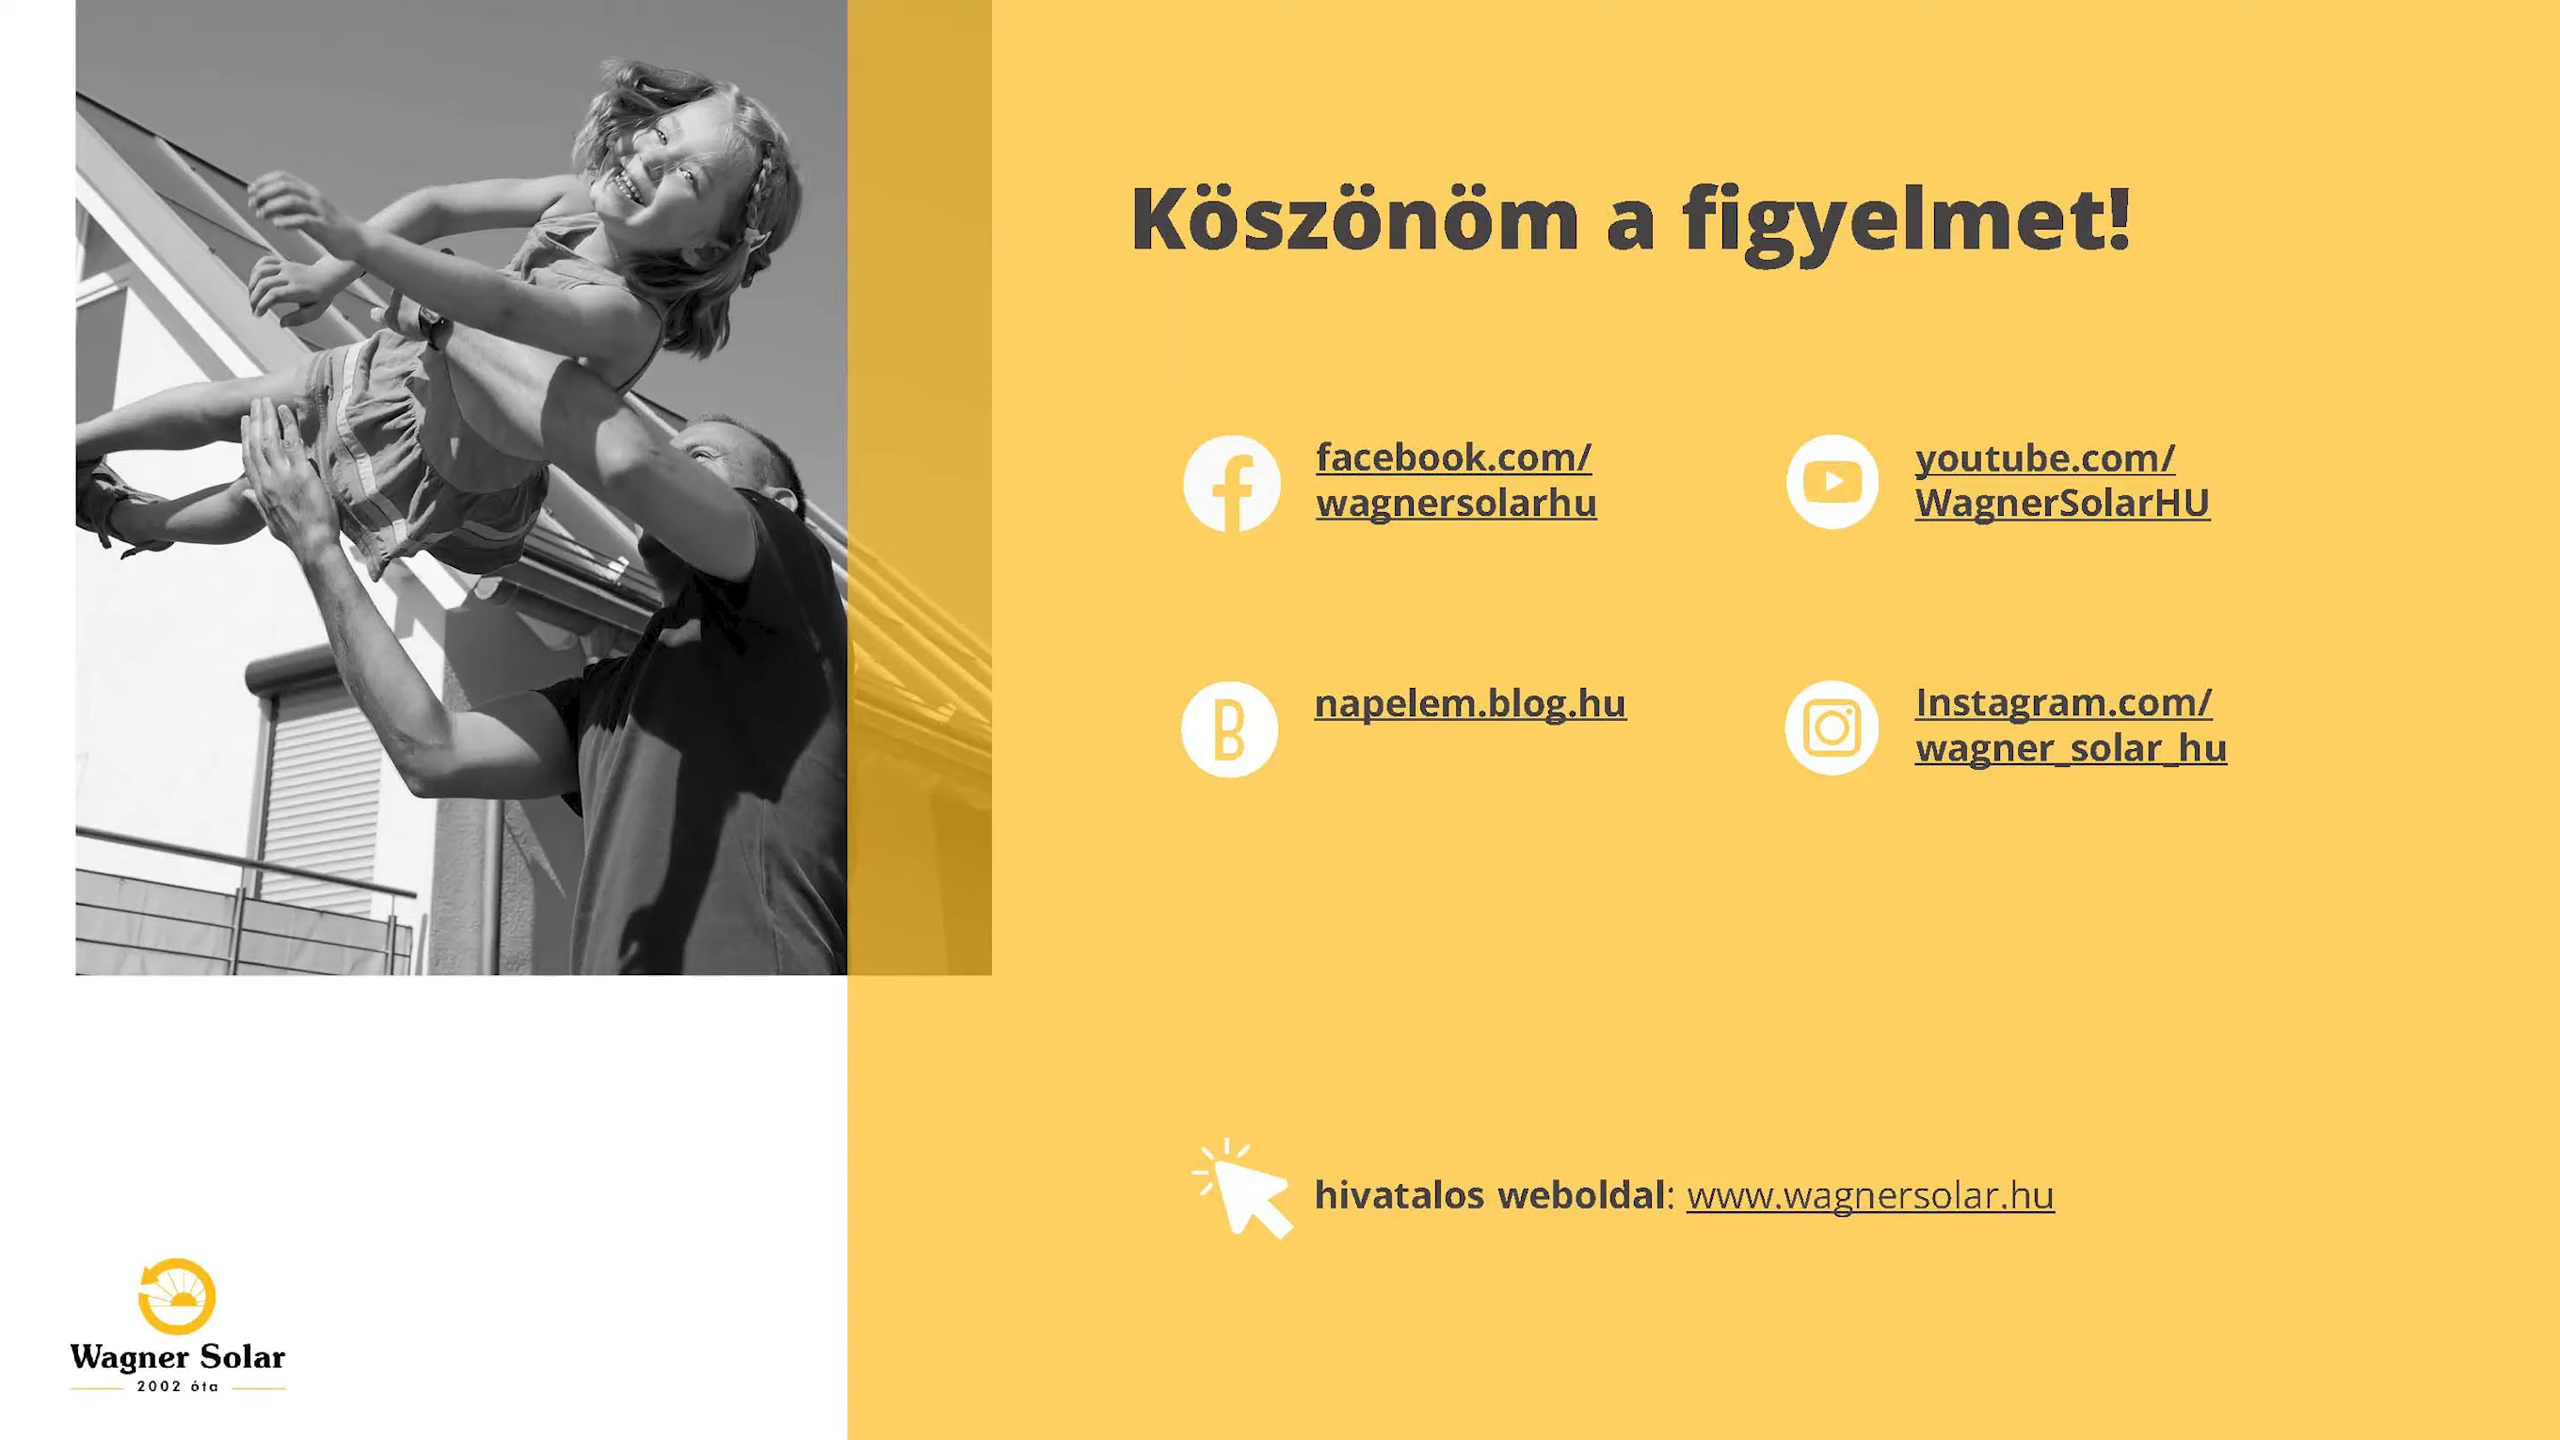 Köszönöm a figyelmet!
facebook.com/
wagnersolarhu
youtube.com/
WagnerSolarHU
B
napelem.blog.hu
Instagram.com/
wagner_solar_hu
hivatalos weboldal: www.wagnersolar.hu
Wagner Solar
2002 óta